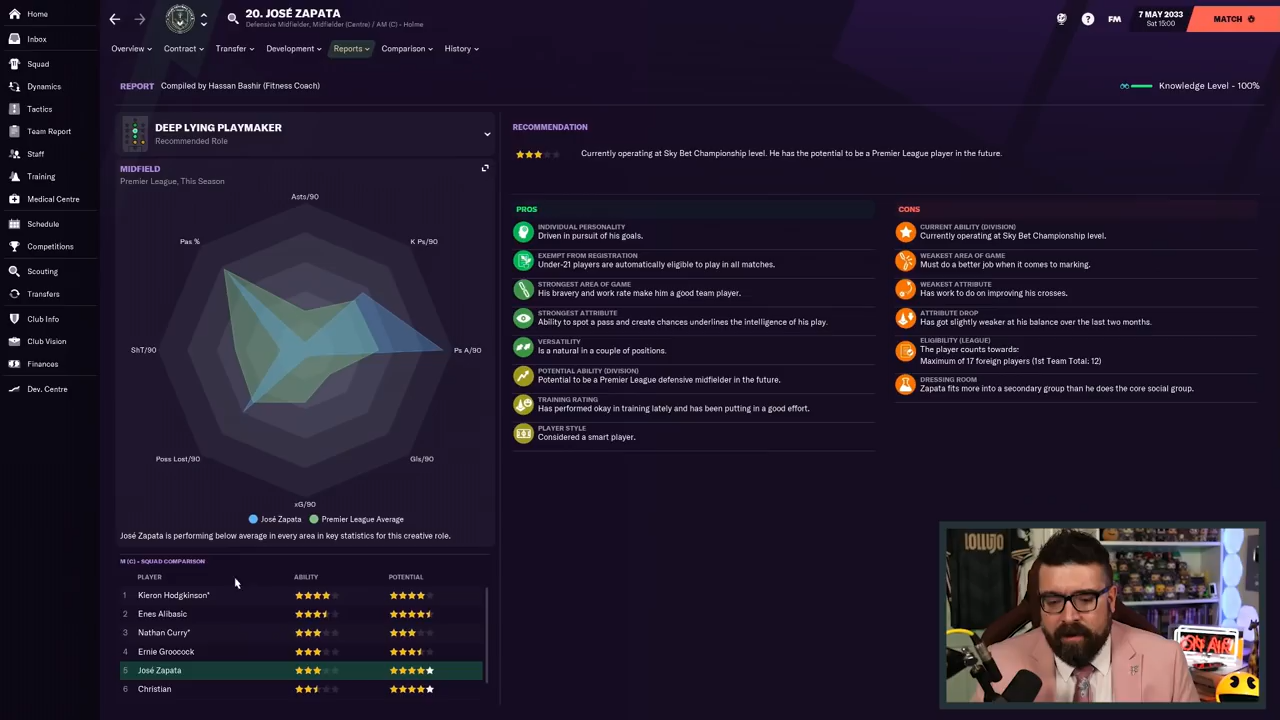 Home
Inbox
Squad
Dynamics
Tactics
Team Report
Staff
Training
Medical Centre
Schedule
Competitions
Scouting
Transfers
Club Info
Club Vision
Finances
Dev. Centre
20. JOSÉ ZAPATA
Defensive Midfielder, Midfielder (Centre) / AM (C) - Holme
FM
7 MAY 2033
Sat 15:00
MATCH
Overview
Contract
Transfer
Development
Reports
Comparison
History
REPORT Compiled by Hassan Bashir (Fitness Coach)
Knowledge Level - 100%
DEEP LYING PLAYMAKER
Recommended Role
MIDFIELD
Premier League, This Season
Asts/90
Pas %
K Ps/90
ShT/90
Ps A/90
Poss Lost/90
Gls/90
xG/90
José Zapata
Premier League Average
José Zapata is performing below average in every area in key statistics for this creative role.
M (C) - SQUAD COMPARISON
PLAYER ABILITY POTENTIAL
1 Kieron Hodgkinson*
2 Enes Alibasic
3 Nathan Curry*
4 Ernie Groocock
5 José Zapata
6 Christian
RECOMMENDATION
Currently operating at Sky Bet Championship level. He has the potential to be a Premier League player in the future.
PROS
INDIVIDUAL PERSONALITY
Driven in pursuit of his goals.
EXEMPT FROM REGISTRATION
Under-21 players are automatically eligible to play in all matches.
STRONGEST AREA OF GAME
His bravery and work rate make him a good team player.
STRONGEST ATTRIBUTE
Ability to spot a pass and create chances underlines the intelligence of his play.
VERSATILITY
Is a natural in a couple of positions.
POTENTIAL ABILITY (DIVISION)
Potential to be a Premier League defensive midfielder in the future.
TRAINING RATING
Has performed okay in training lately and has been putting in a good effort.
PLAYER STYLE
Considered a smart player.
CONS
CURRENT ABILITY (DIVISION)
Currently operating at Sky Bet Championship level.
WEAKEST AREA OF GAME
Must do a better job when it comes to marking.
WEAKEST ATTRIBUTE
Has work to do on improving his crosses.
ATTRIBUTE DROP
Has got slightly weaker at his balance over the last two months.
ELIGIBILITY (LEAGUE)
The player counts towards:
Maximum of 17 foreign players (1st Team Total: 12)
DRESSING ROOM
Zapata fits more into a secondary group than he does the core social group.
lollujo
ON AIR